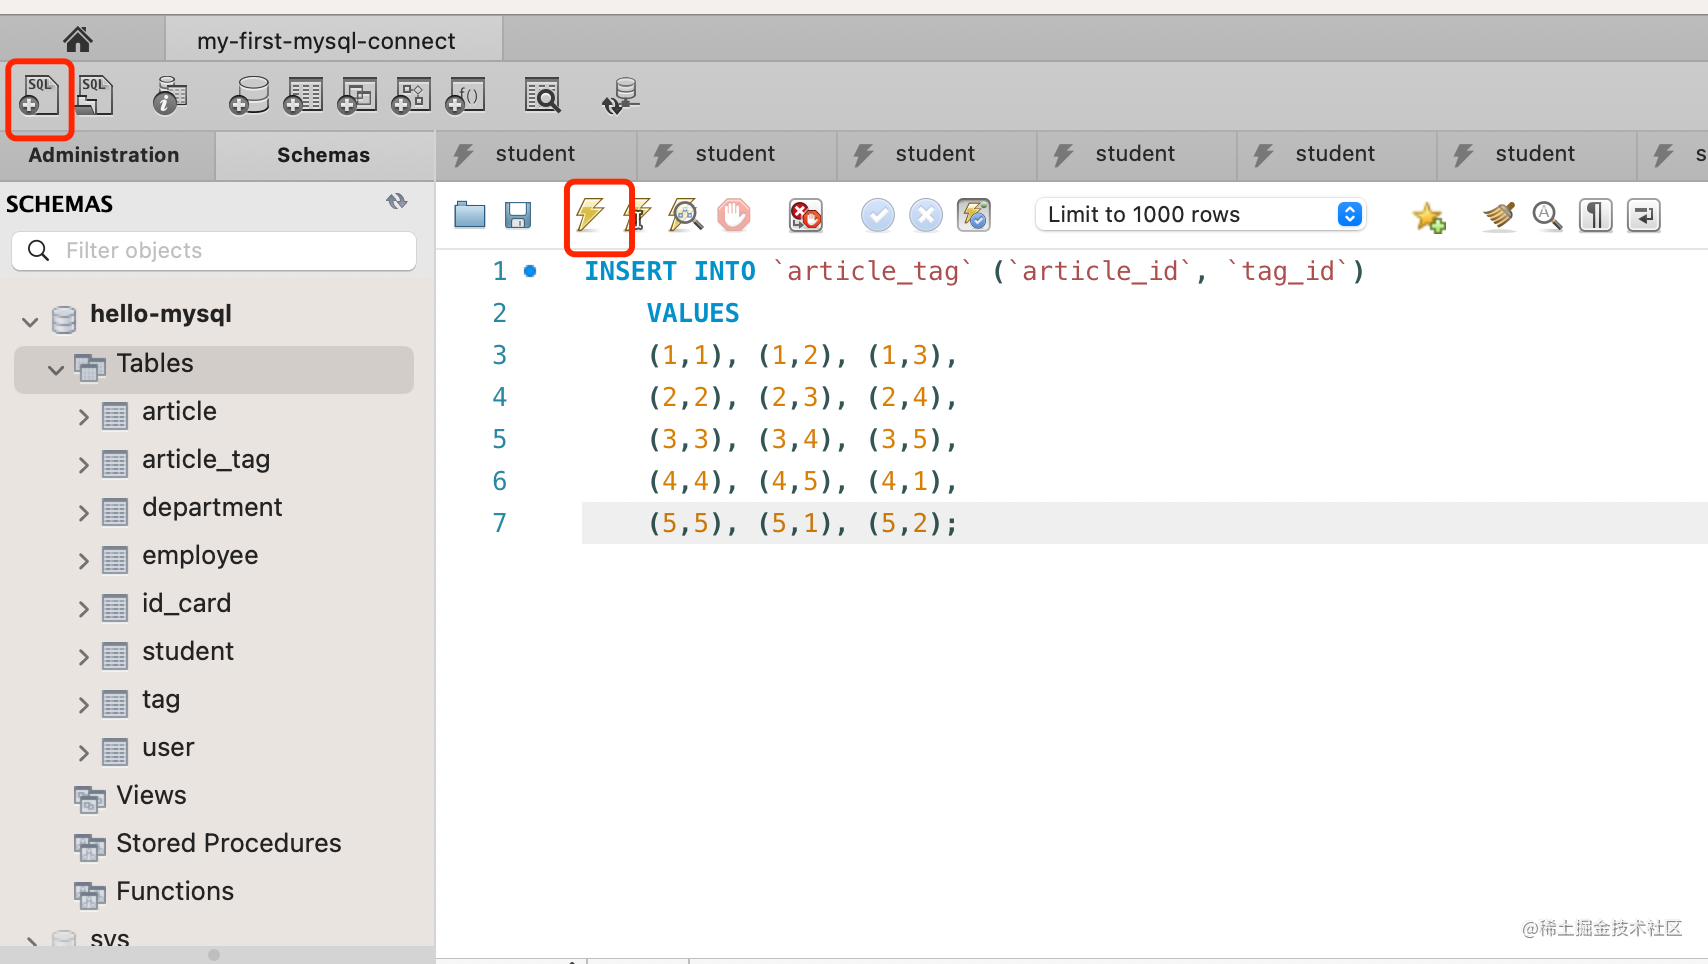 my-first-mysql-connect
SQL SQL
Administration Schemas student student student student student student s
SCHEMAS
Limit to 1000 rows
Filter objects
hello-mysql
Tables
article
article_tag
department
employee
id_card
student
tag
user
Views
Stored Procedures
Functions
sys
1 INSERT INTO `article_tag` (`article_id`, `tag_id`)
2 VALUES
3 (1,1), (1,2), (1,3),
4 (2,2), (2,3), (2,4),
5 (3,3), (3,4), (3,5),
6 (4,4), (4,5), (4,1),
7 (5,5), (5,1), (5,2);
@稀土掘金技术社区